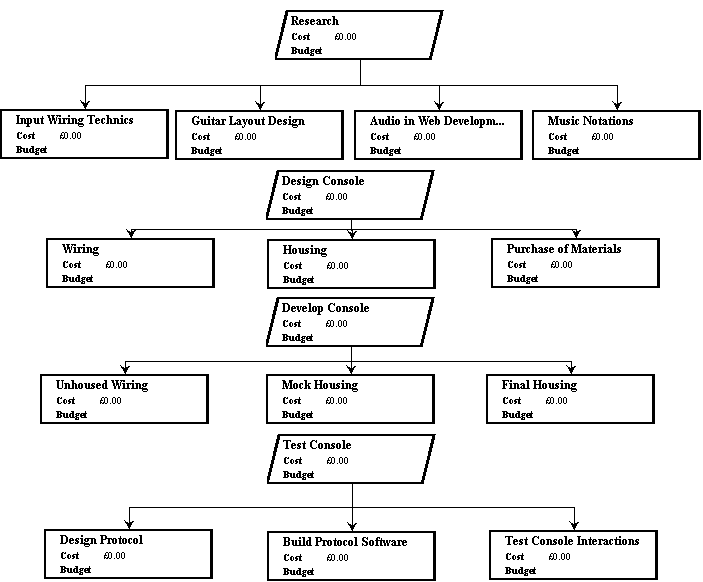 Research
Cost £0.00
Budget
Input Wiring Technics
Cost £0.00
Budget
Guitar Layout Design
Cost £0.00
Budget
Audio in Web Developm...
Cost £0.00
Budget
Music Notations
Cost £0.00
Budget
Design Console
Cost £0.00
Budget
Wiring
Cost £0.00
Budget
Housing
Cost £0.00
Budget
Purchase of Materials
Cost £0.00
Budget
Develop Console
Cost £0.00
Budget
Unhoused Wiring
Cost £0.00
Budget
Mock Housing
Cost £0.00
Budget
Final Housing
Cost £0.00
Budget
Test Console
Cost £0.00
Budget
Design Protocol
Cost £0.00
Budget
Build Protocol Software
Cost £0.00
Budget
Test Console Interactions
Cost £0.00
Budget